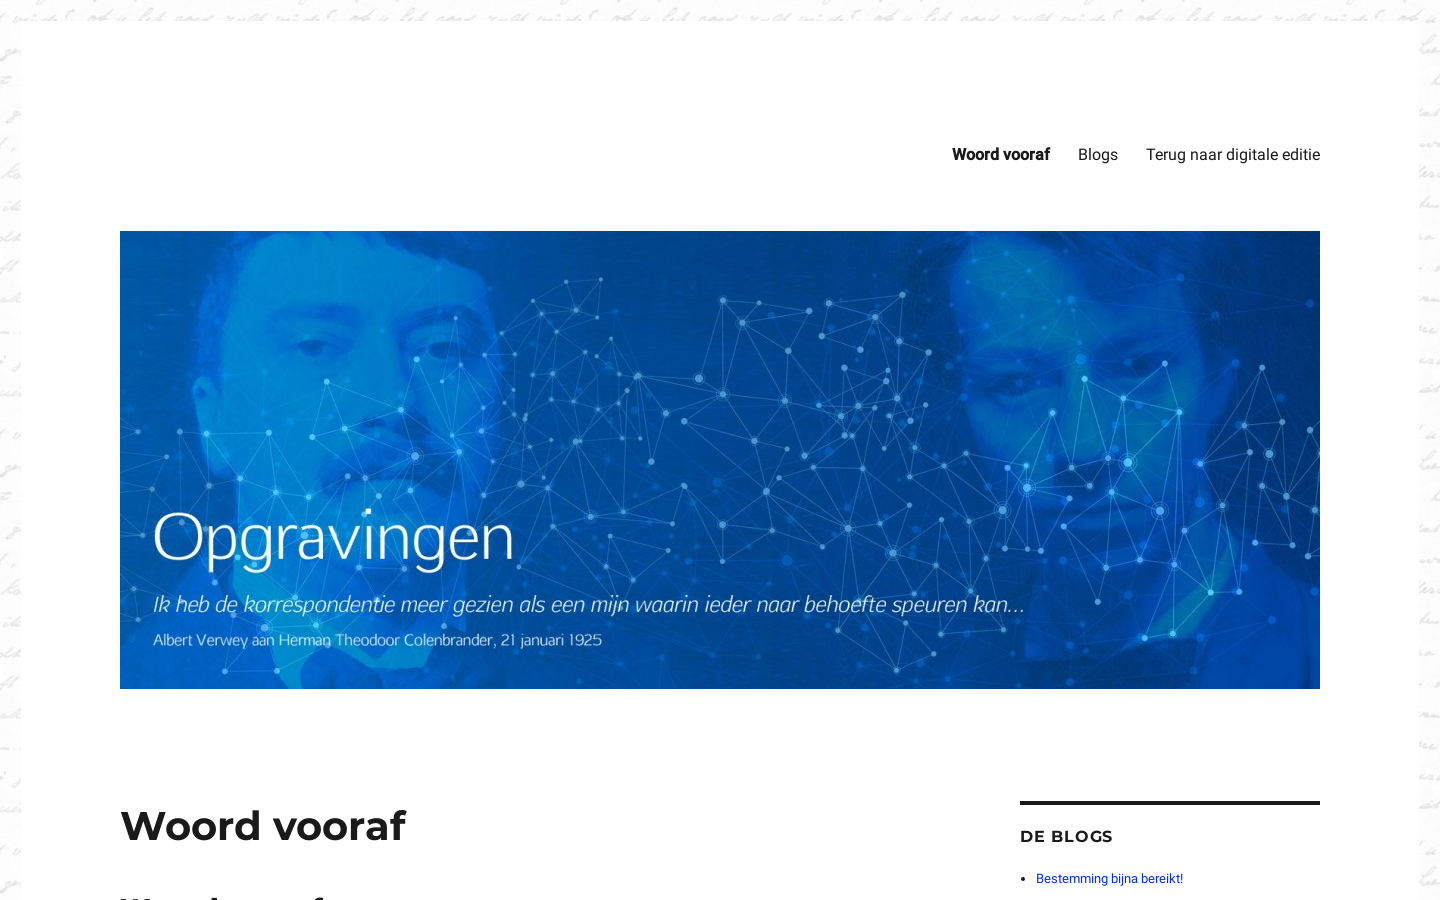 Woord vooraf Blogs Terug naar digitale editie
Opgravingen
Ik heb de korrespondentie meer gezien als een mijn waarin ieder naar behoefte speuren kan...
Albert Verwey aan Herman Theodoor Colenbrander, 21 januari 1925
Woord vooraf
DE BLOGS
Bestemming bijna bereikt!